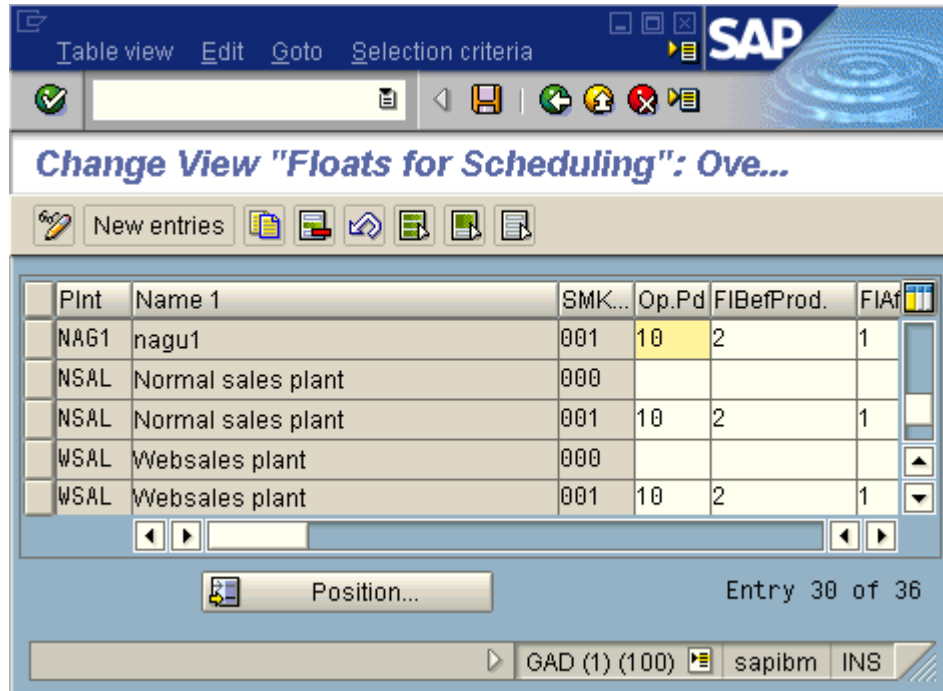 SAP
Table view Edit Goto Selection criteria
Change View "Floats for Scheduling": Ove...
New entries
Plnt Name 1 SMK... Op.Pd FlBefProd. FlAf
NAG1 nagu1 001 10 2 1
NSAL Normal sales plant 000
NSAL Normal sales plant 001 10 2 1
WSAL Websales plant 000
WSAL Websales plant 001 10 2 1
Position... Entry 30 of 36
GAD (1) (100) sapibm INS